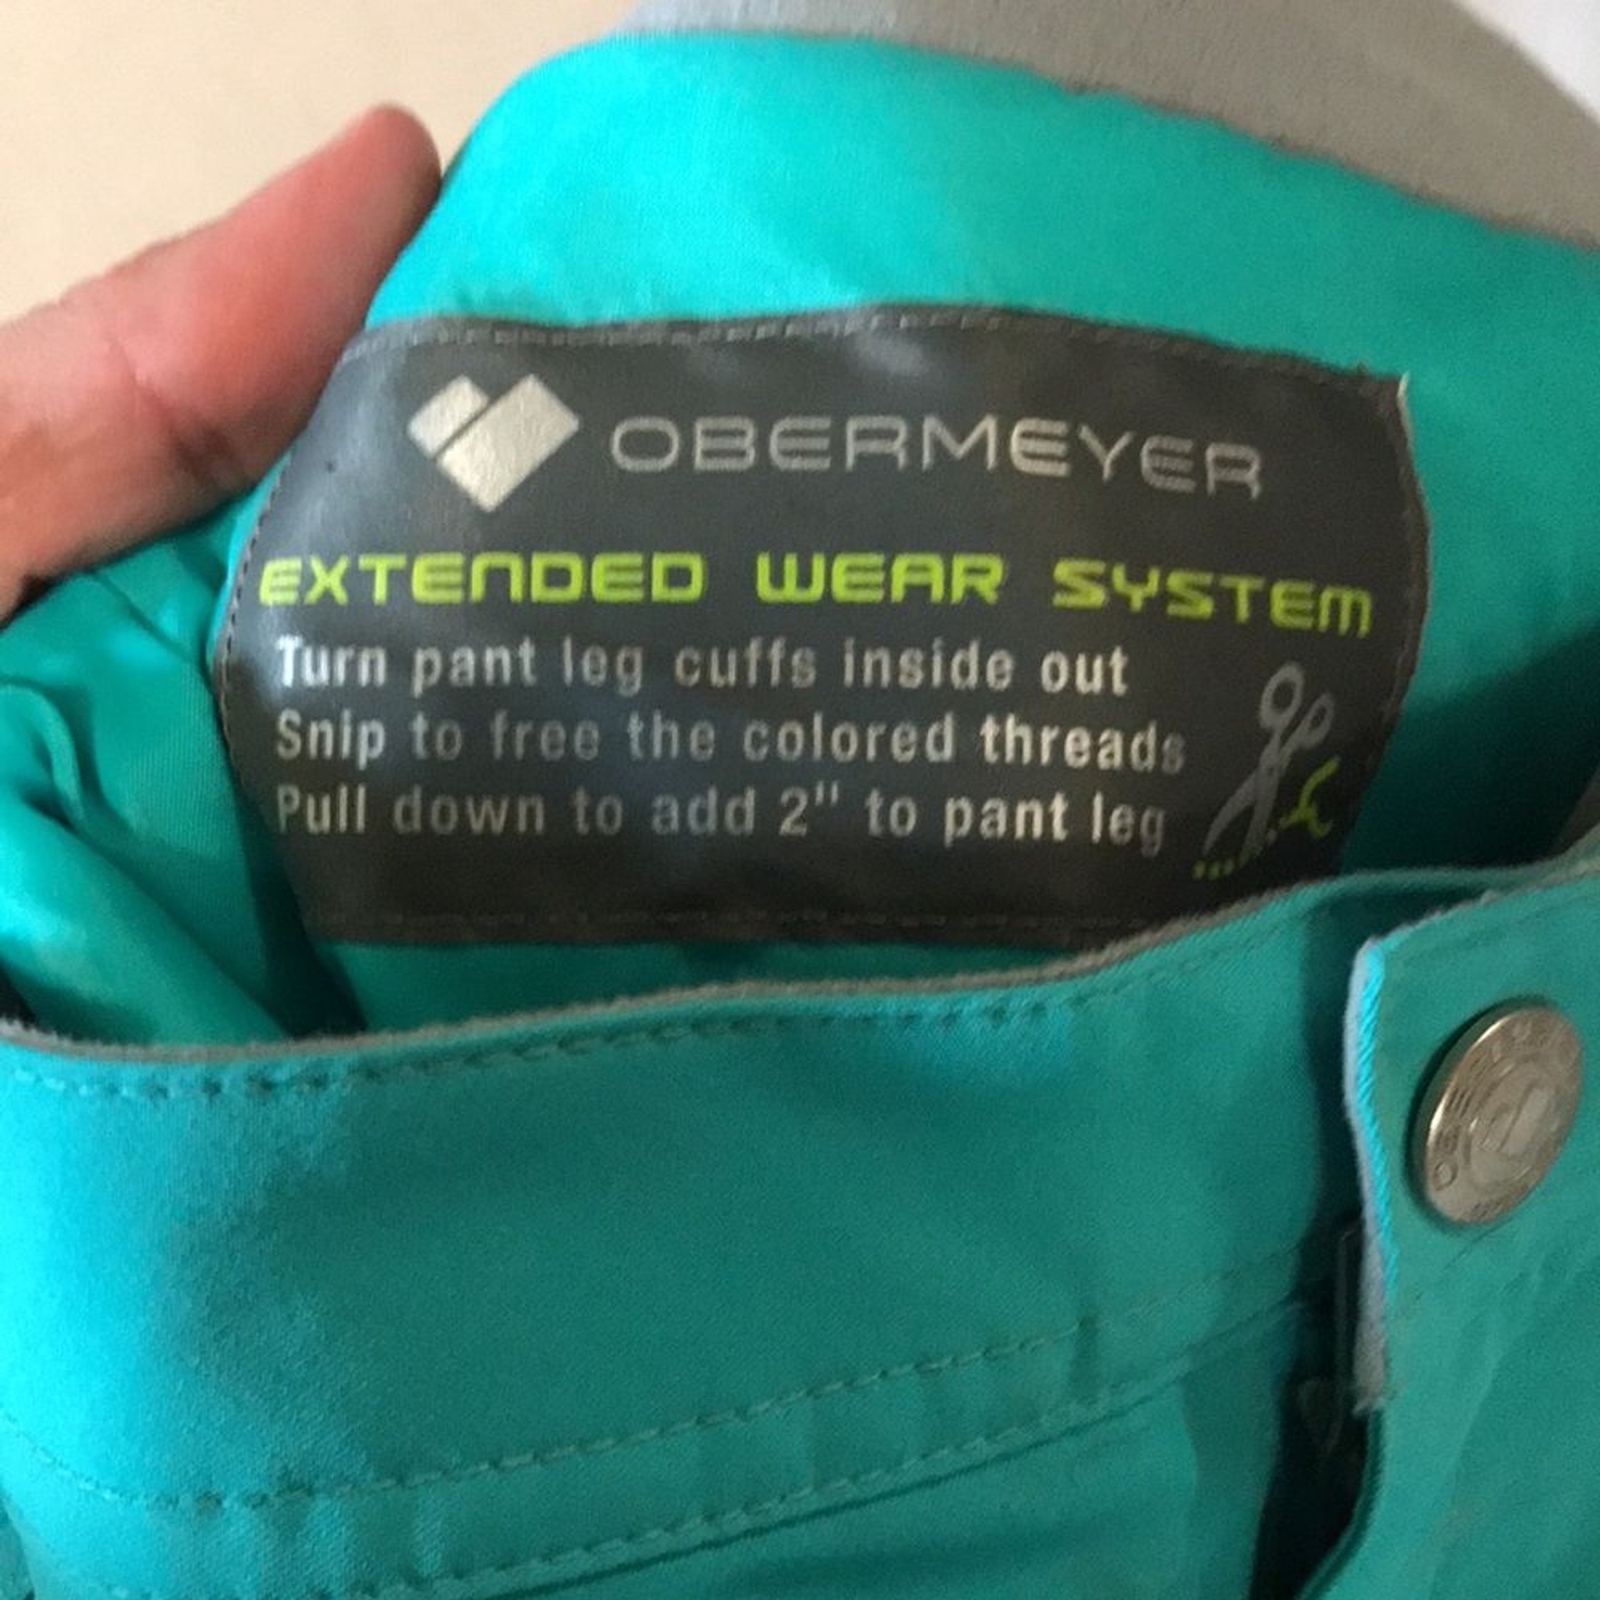 OBERMEYER
EXTENDED WEAR SYSTEM
Turn pant leg cuffs inside out
Snip to free the colored threads
Pull down to add 2" to pant leg